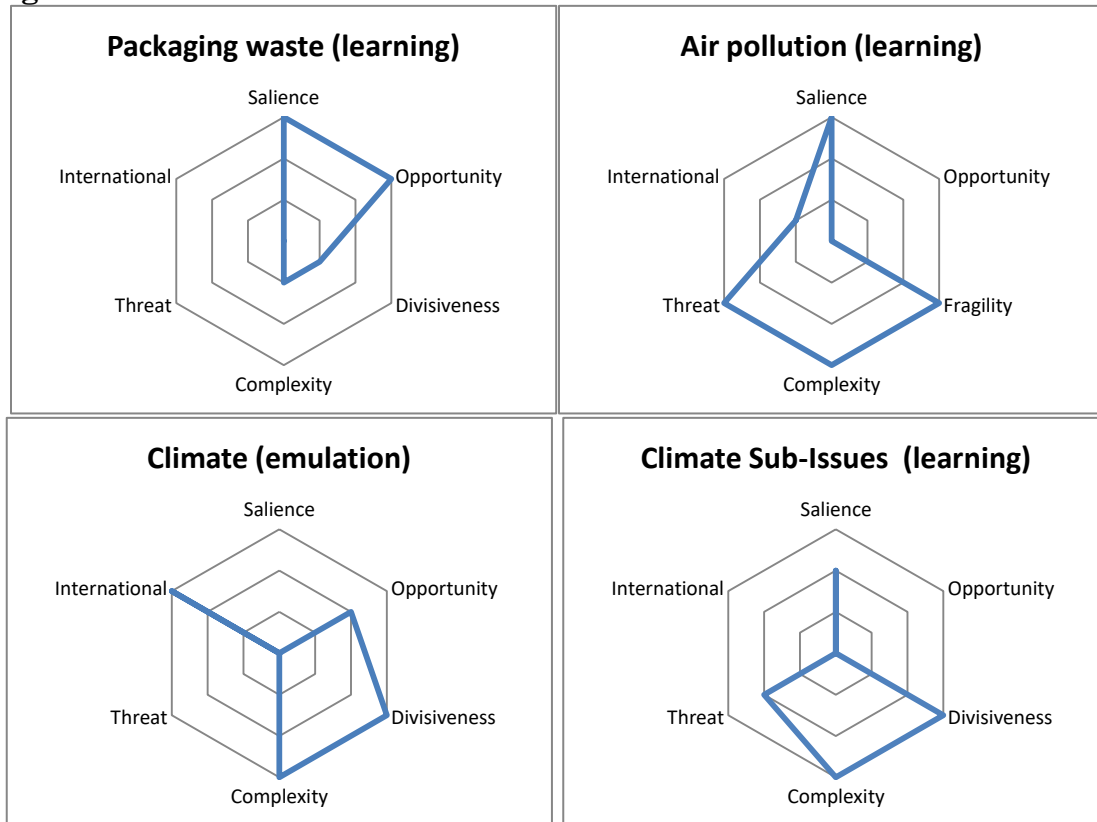 Packaging waste (learning)
Salience
International
Opportunity
Threat
Divisiveness
Complexity
Air pollution (learning)
Salience
International
Opportunity
Threat
Fragility
Complexity
Climate (emulation)
Salience
International
Opportunity
Threat
Divisiveness
Complexity
Climate Sub-Issues (learning)
Salience
International
Opportunity
Threat
Divisiveness
Complexity